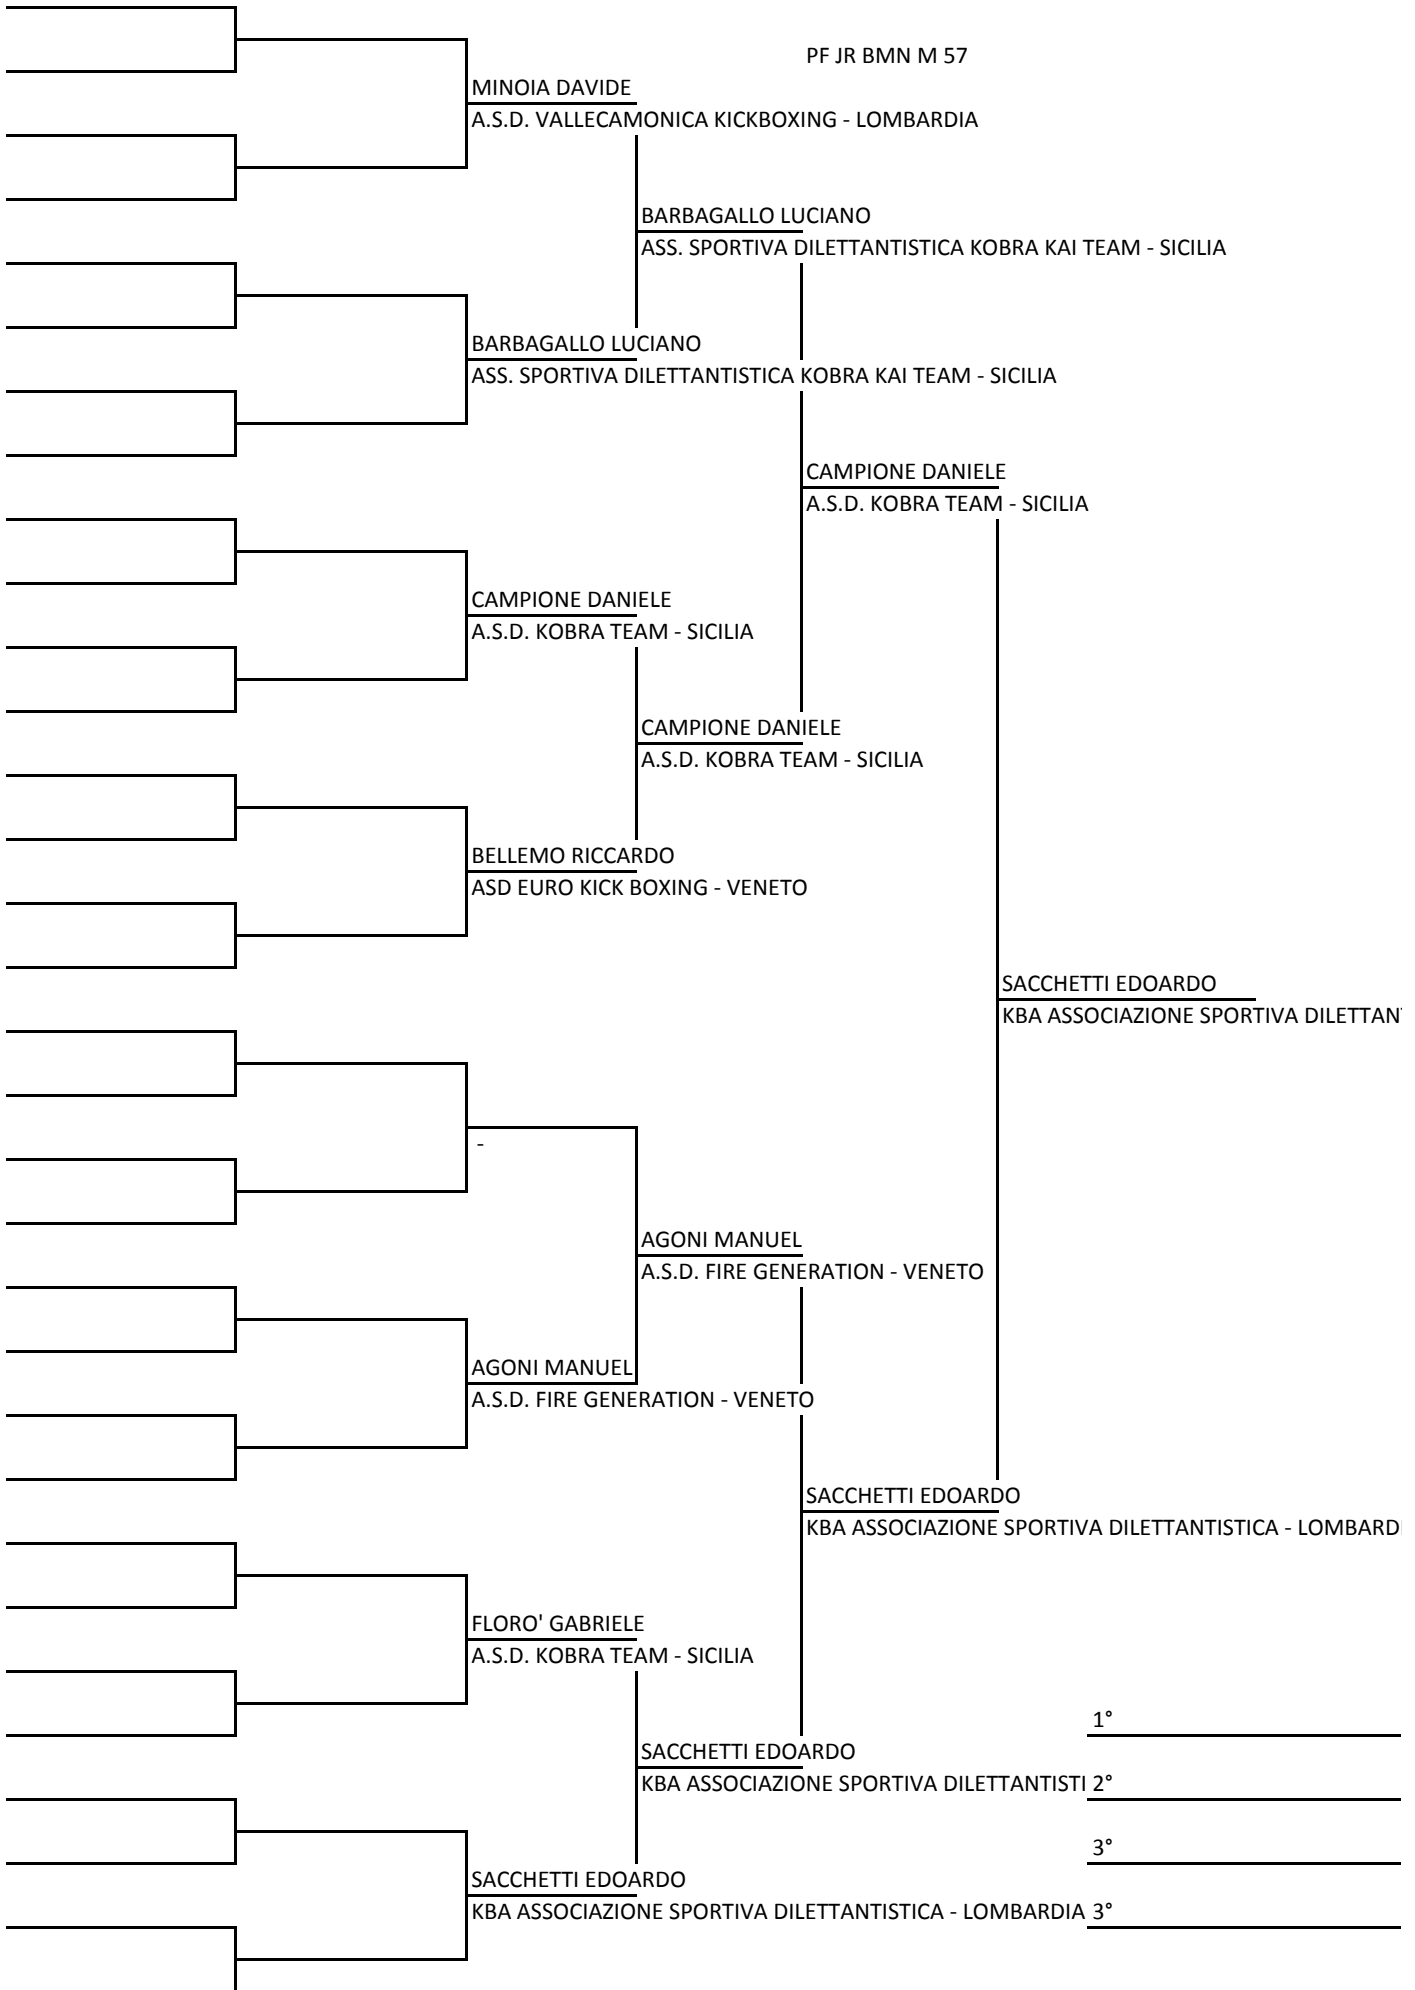 PF JR BMN M 57
MINOIA DAVIDE
A.S.D. VALLECAMONICA KICKBOXING - LOMBARDIA
BARBAGALLO LUCIANO
ASS. SPORTIVA DILETTANTISTICA KOBRA KAI TEAM - SICILIA
BARBAGALLO LUCIANO
ASS. SPORTIVA DILETTANTISTICA KOBRA KAI TEAM - SICILIA
CAMPIONE DANIELE
A.S.D. KOBRA TEAM - SICILIA
CAMPIONE DANIELE
A.S.D. KOBRA TEAM - SICILIA
CAMPIONE DANIELE
A.S.D. KOBRA TEAM - SICILIA
BELLEMO RICCARDO
ASD EURO KICK BOXING - VENETO
SACCHETTI EDOARDO
KBA ASSOCIAZIONE SPORTIVA DILETTAN
-
AGONI MANUEL
A.S.D. FIRE GENERATION - VENETO
AGONI MANUEL
A.S.D. FIRE GENERATION - VENETO
SACCHETTI EDOARDO
KBA ASSOCIAZIONE SPORTIVA DILETTANTISTICA - LOMBARDI
FLORO' GABRIELE
A.S.D. KOBRA TEAM - SICILIA
1°
SACCHETTI EDOARDO
KBA ASSOCIAZIONE SPORTIVA DILETTANTISTI 2°
3°
SACCHETTI EDOARDO
KBA ASSOCIAZIONE SPORTIVA DILETTANTISTICA - LOMBARDIA 3°